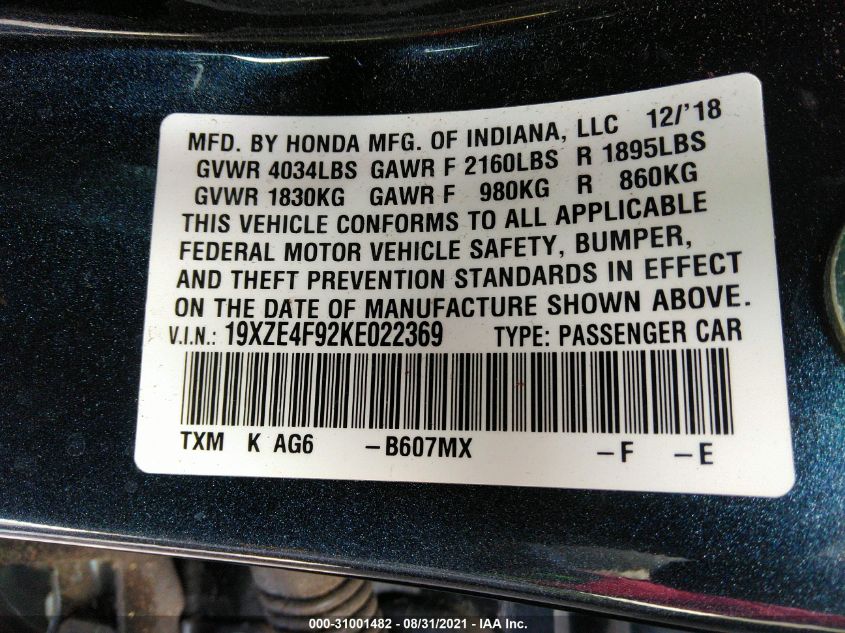 MFD. BY HONDA MFG. OF INDIANA, LLC 12/'18
GVWR 4034LBS GAWR F 2160LBS R 1895LBS
GVWR 1830KG GAWR F 980KG R 860KG
THIS VEHICLE CONFORMS TO ALL APPLICABLE
FEDERAL MOTOR VEHICLE SAFETY, BUMPER,
AND THEFT PREVENTION STANDARDS IN EFFECT
ON THE DATE OF MANUFACTURE SHOWN ABOVE.
V.I.N.: 19XZE4F92KE022369 TYPE: PASSENGER CAR
TXM K AG6 –B607MX –F –E
000-31001482 - 08/31/2021 - IAA Inc.